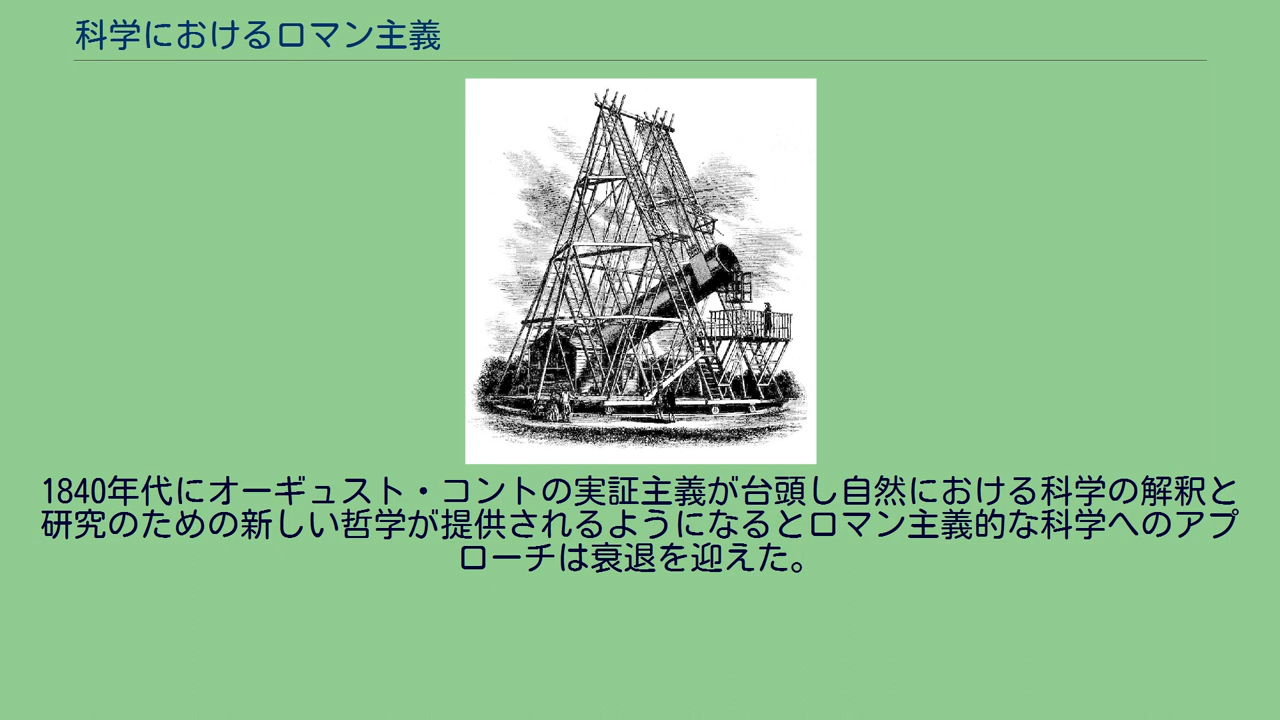 科学におけるロマン主義
1840年代にオーギュスト・コントの実証主義が台頭し自然における科学の解釈と
研究のための新しい哲学が提供されるようになるとロマン主義的な科学へのアプ
ローチは衰退を迎えた。